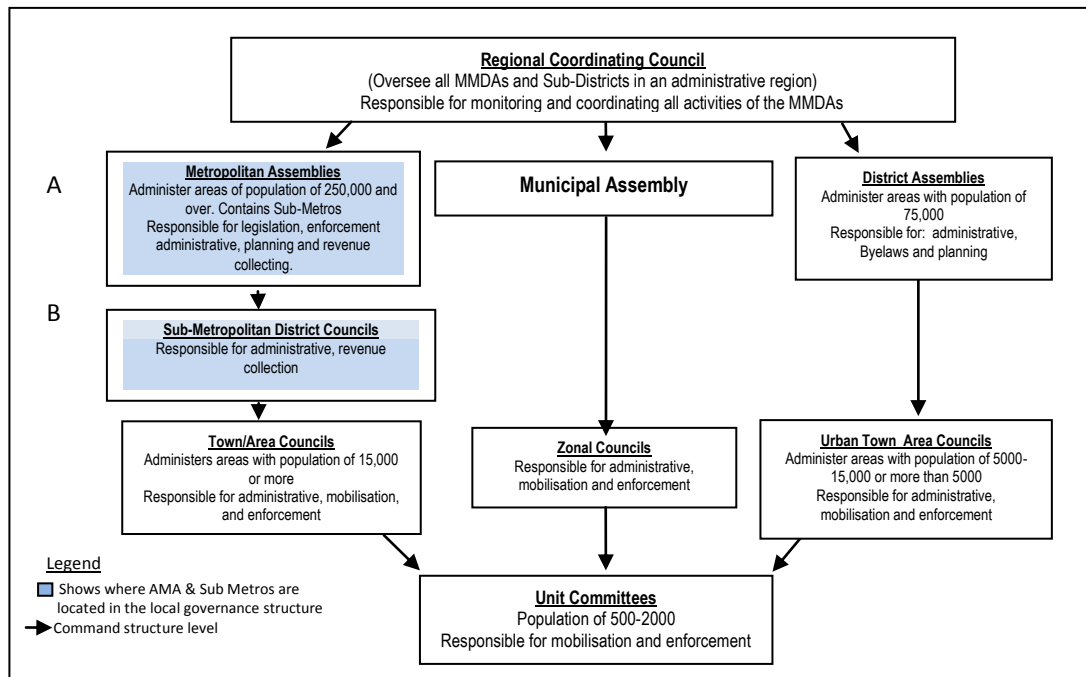 Regional Coordinating Council
(Oversee all MMDAs and Sub-Districts in an administrative region)
Responsible for monitoring and coordinating all activities of the MMDAs
A
Metropolitan Assemblies
Administer areas of population of 250,000 and
over. Contains Sub-Metros
Responsible for legislation, enforcement
administrative, planning and revenue
collecting.
Municipal Assembly
District Assemblies
Administer areas with population of
75,000
Responsible for: administrative,
Byelaws and planning
B
Sub-Metropolitan District Councils
Responsible for administrative, revenue
collection
Town/Area Councils
Administers areas with population of 15,000
or more
Responsible for administrative, mobilisation,
and enforcement
Zonal Councils
Responsible for administrative,
mobilisation and enforcement
Urban Town Area Councils
Administer areas with population of 5000-
15,000 or more than 5000
Responsible for administrative,
mobilisation and enforcement
Legend
Shows where AMA & Sub Metros are
located in the local governance structure
Command structure level
Unit Committees
Population of 500-2000
Responsible for mobilisation and enforcement